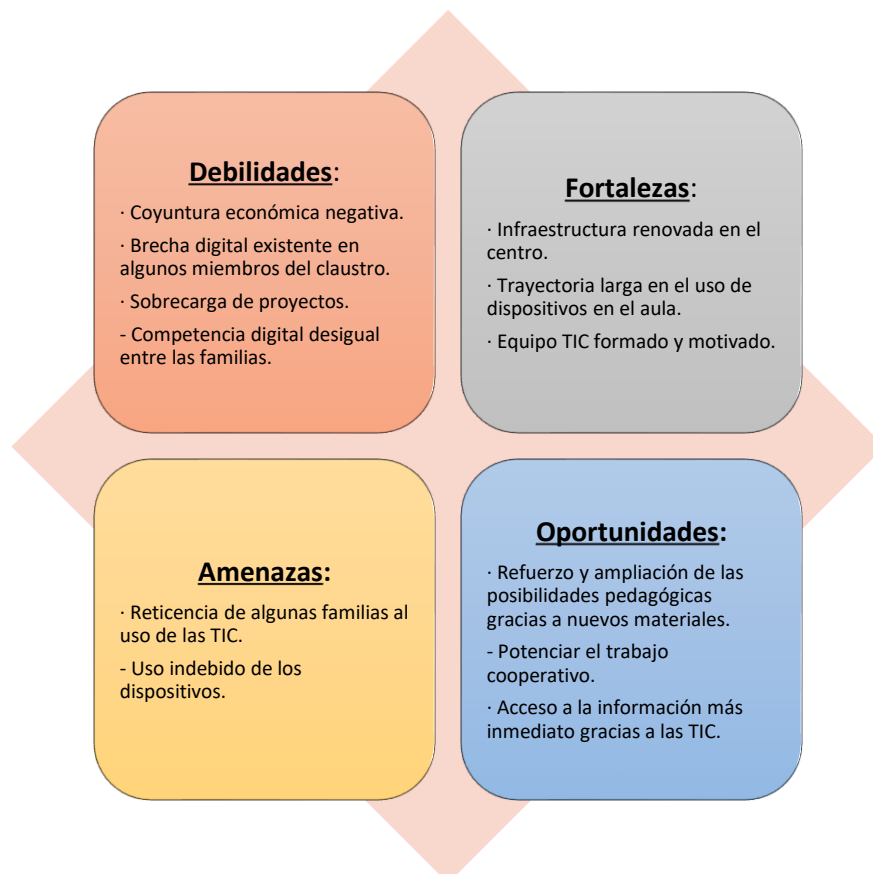 Debilidades:
· Coyuntura económica negativa.
· Brecha digital existente en
algunos miembros del claustro.
· Sobrecarga de proyectos.
- Competencia digital desigual
entre las familias.
Fortalezas:
· Infraestructura renovada en el
centro.
· Trayectoria larga en el uso de
dispositivos en el aula.
· Equipo TIC formado y motivado.
Amenazas:
· Reticencia de algunas familias al
uso de las TIC.
- Uso indebido de los
dispositivos.
Oportunidades:
· Refuerzo y ampliación de las
posibilidades pedagógicas
gracias a nuevos materiales.
- Potenciar el trabajo
cooperativo.
· Acceso a la información más
inmediato gracias a las TIC.